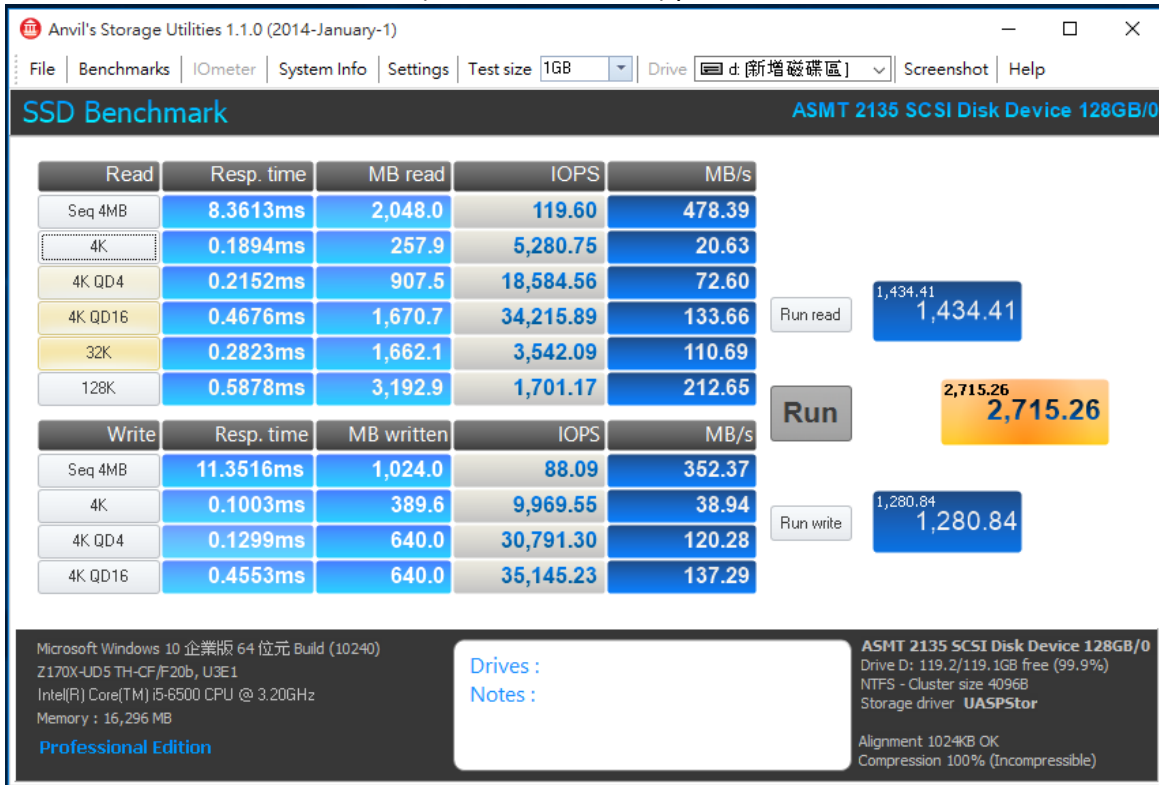 Anvil's Storage Utilities 1.1.0 (2014-January-1)
File Benchmarks IOmeter System Info Settings Test size 1GB Drive d: [新增磁碟區] Screenshot Help
SSD Benchmark ASMT 2135 SCSI Disk Device 128GB/0
Read Resp. time MB read IOPS MB/s
Seq 4MB 8.3613ms 2,048.0 119.60 478.39
4K 0.1894ms 257.9 5,280.75 20.63
4K QD4 0.2152ms 907.5 18,584.56 72.60
4K QD16 0.4676ms 1,670.7 34,215.89 133.66
32K 0.2823ms 1,662.1 3,542.09 110.69
128K 0.5878ms 3,192.9 1,701.17 212.65
Run read 1,434.41
1,434.41
Run 2,715.26
2,715.26
Write Resp. time MB written IOPS MB/s
Seq 4MB 11.3516ms 1,024.0 88.09 352.37
4K 0.1003ms 389.6 9,969.55 38.94
4K QD4 0.1299ms 640.0 30,791.30 120.28
4K QD16 0.4553ms 640.0 35,145.23 137.29
Run write 1,280.84
1,280.84
Microsoft Windows 10 企業版 64 位元 Build (10240)
Z170X-UD5 TH-CF/F20b, U3E1
Intel(R) Core(TM) i5-6500 CPU @ 3.20GHz
Memory : 16,296 MB
Professional Edition
Drives :
Notes :
ASMT 2135 SCSI Disk Device 128GB/0
Drive D: 119.2/119.1GB free (99.9%)
NTFS - Cluster size 4096B
Storage driver UASPStor
Alignment 1024KB OK
Compression 100% (Incompressible)